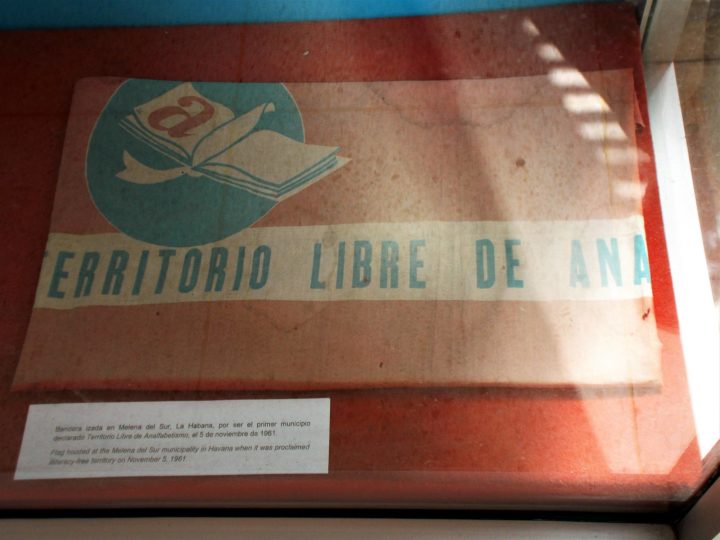 a
TERRITORIO LIBRE DE ANA
Bandera izada en Melena del Sur, La Habana, por ser el primer municipio
declarado Territorio Libre de Analfabetismo, el 5 de noviembre de 1961.
Flag hoisted at the Melena del Sur municipality in Havana when it was proclaimed
illiteracy-free territory on November 5, 1961.